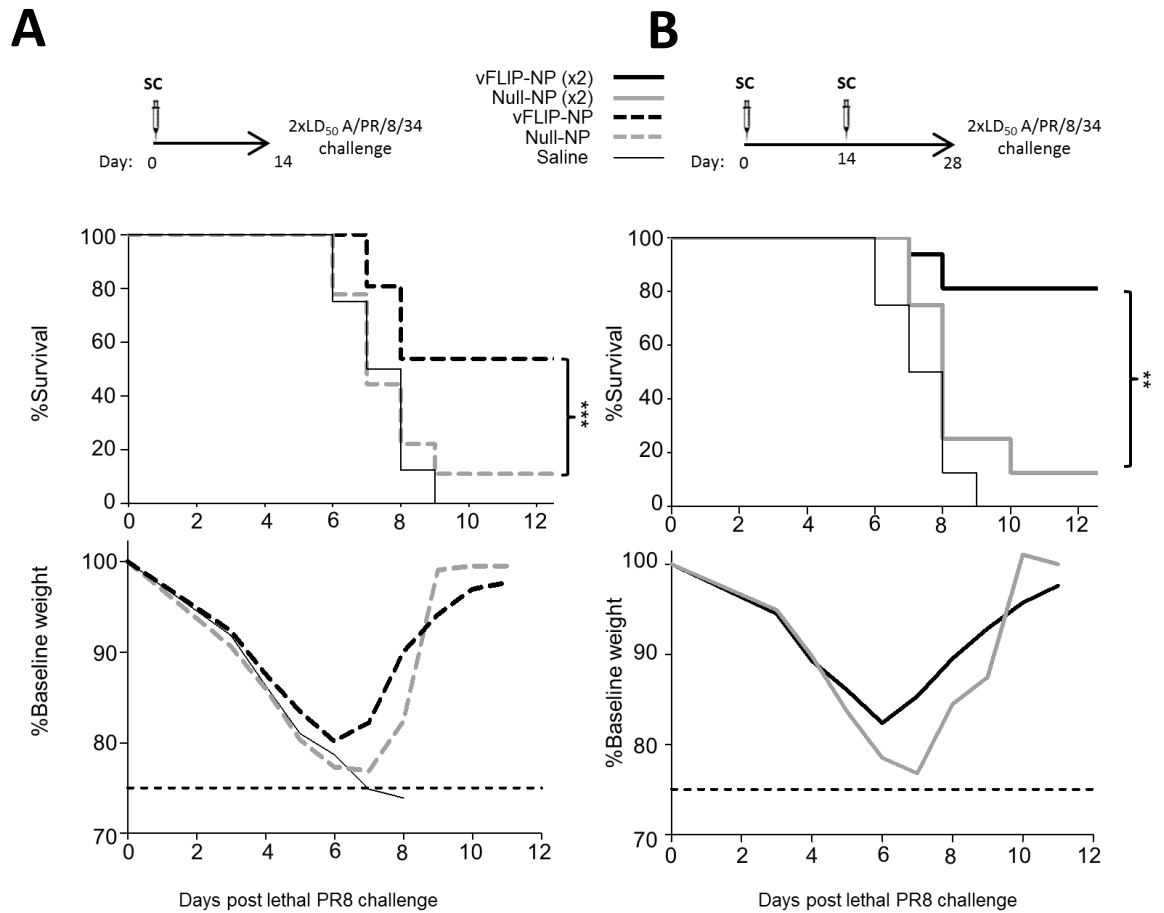 A
B
SC
Day: 0 14
2xLD50 A/PR/8/34
challenge
vFLIP-NP (x2)
Null-NP (x2)
vFLIP-NP
Null-NP
Saline
SC SC
Day: 0 14 28
2xLD50 A/PR/8/34
challenge
%Survival
100
80
60
40
20
0
0 2 4 6 8 10 12
***
%Survival
100
80
60
40
20
0
0 2 4 6 8 10 12
**
%Baseline weight
100
90
80
70
0 2 4 6 8 10 12
Days post lethal PR8 challenge
%Baseline weight
100
90
80
70
0 2 4 6 8 10 12
Days post lethal PR8 challenge